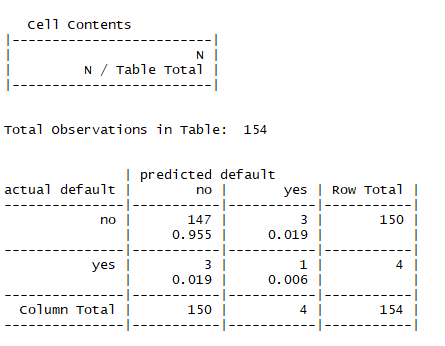 Cell Contents
|-------------------------|
|                       N |
|         N / Table Total |
|-------------------------|
Total Observations in Table:  154
                | predicted default
 actual default |        no |       yes | Row Total |
----------------|-----------|-----------|-----------|
             no |       147 |         3 |       150 |
                |     0.955 |     0.019 |           |
----------------|-----------|-----------|-----------|
            yes |         3 |         1 |         4 |
                |     0.019 |     0.006 |           |
----------------|-----------|-----------|-----------|
   Column Total |       150 |         4 |       154 |
----------------|-----------|-----------|-----------|